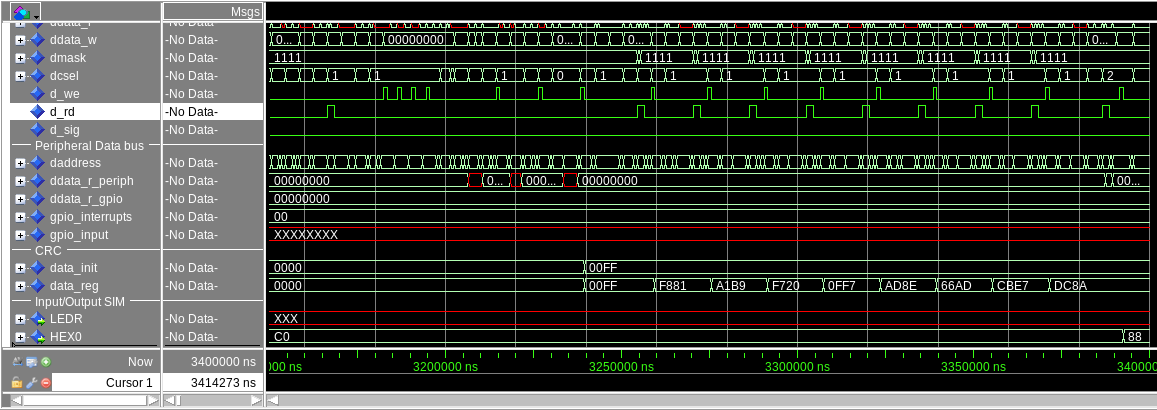 Msgs
ddata_w -No Data- 0... 00000000 0... 0... 0...
dmask -No Data- 1111 1111 1111 1111 1111 1111 1111 1111 1111
dcsel -No Data- 1 1 1 0 1 1 1 1 1 1 1 1 1 2
d_we -No Data-
d_rd -No Data-
d_sig -No Data-
Peripheral Data bus
daddress -No Data-
ddata_r_periph -No Data- 00000000 0... 000... 00000000 00...
ddata_r_gpio -No Data- 00000000
gpio_interrupts -No Data- 00
gpio_input -No Data- XXXXXXXX
CRC
data_init -No Data- 0000 00FF
data_reg -No Data- 0000 00FF F881 A1B9 F720 0FF7 AD8E 66AD CBE7 DC8A
Input/Output SIM
LEDR -No Data- XXX
HEX0 -No Data- C0 88
Now 3400000 ns 3200000 ns 3250000 ns 3300000 ns 3350000 ns
Cursor 1 3414273 ns